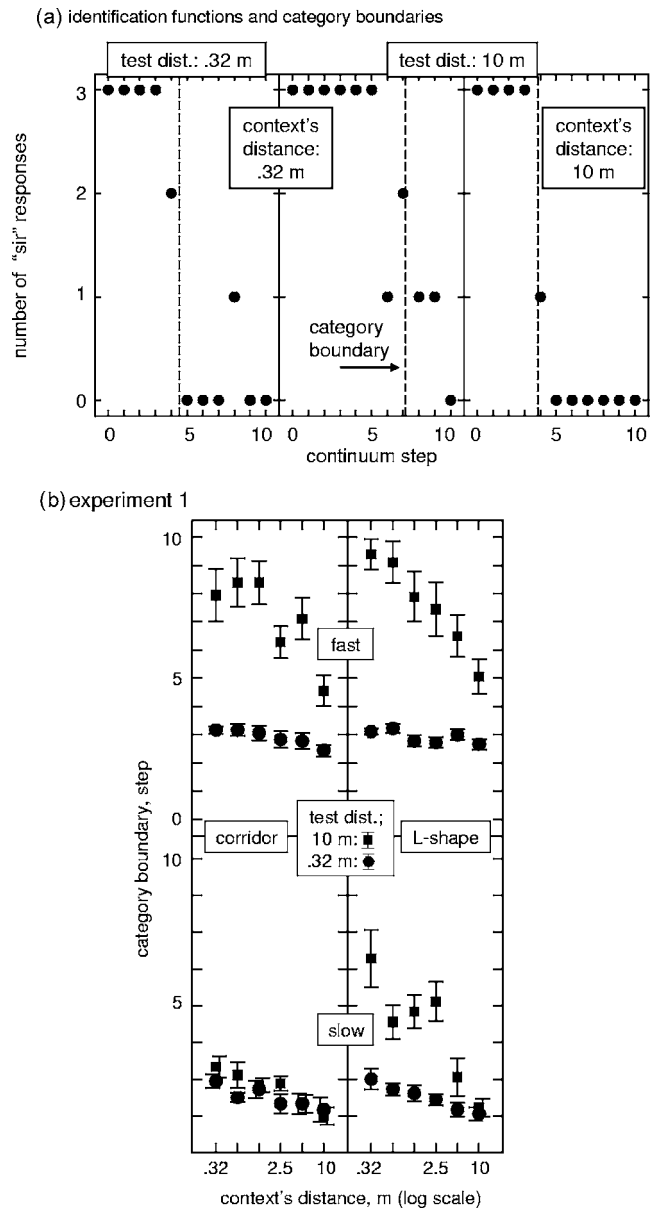 (a) identification functions and category boundaries
test dist.: .32 m
test dist.: 10 m
3
2
1
0
number of "sir" responses
context's
distance:
.32 m
context's
distance:
10 m
category
boundary
0 5 10 0 5 10 0 5 10
continuum step
(b) experiment 1
10
5
0
10
5
category boundary, step
fast
test dist.;
10 m:
.32 m:
corridor
L-shape
slow
.32 2.5 10 .32 2.5 10
context's distance, m (log scale)